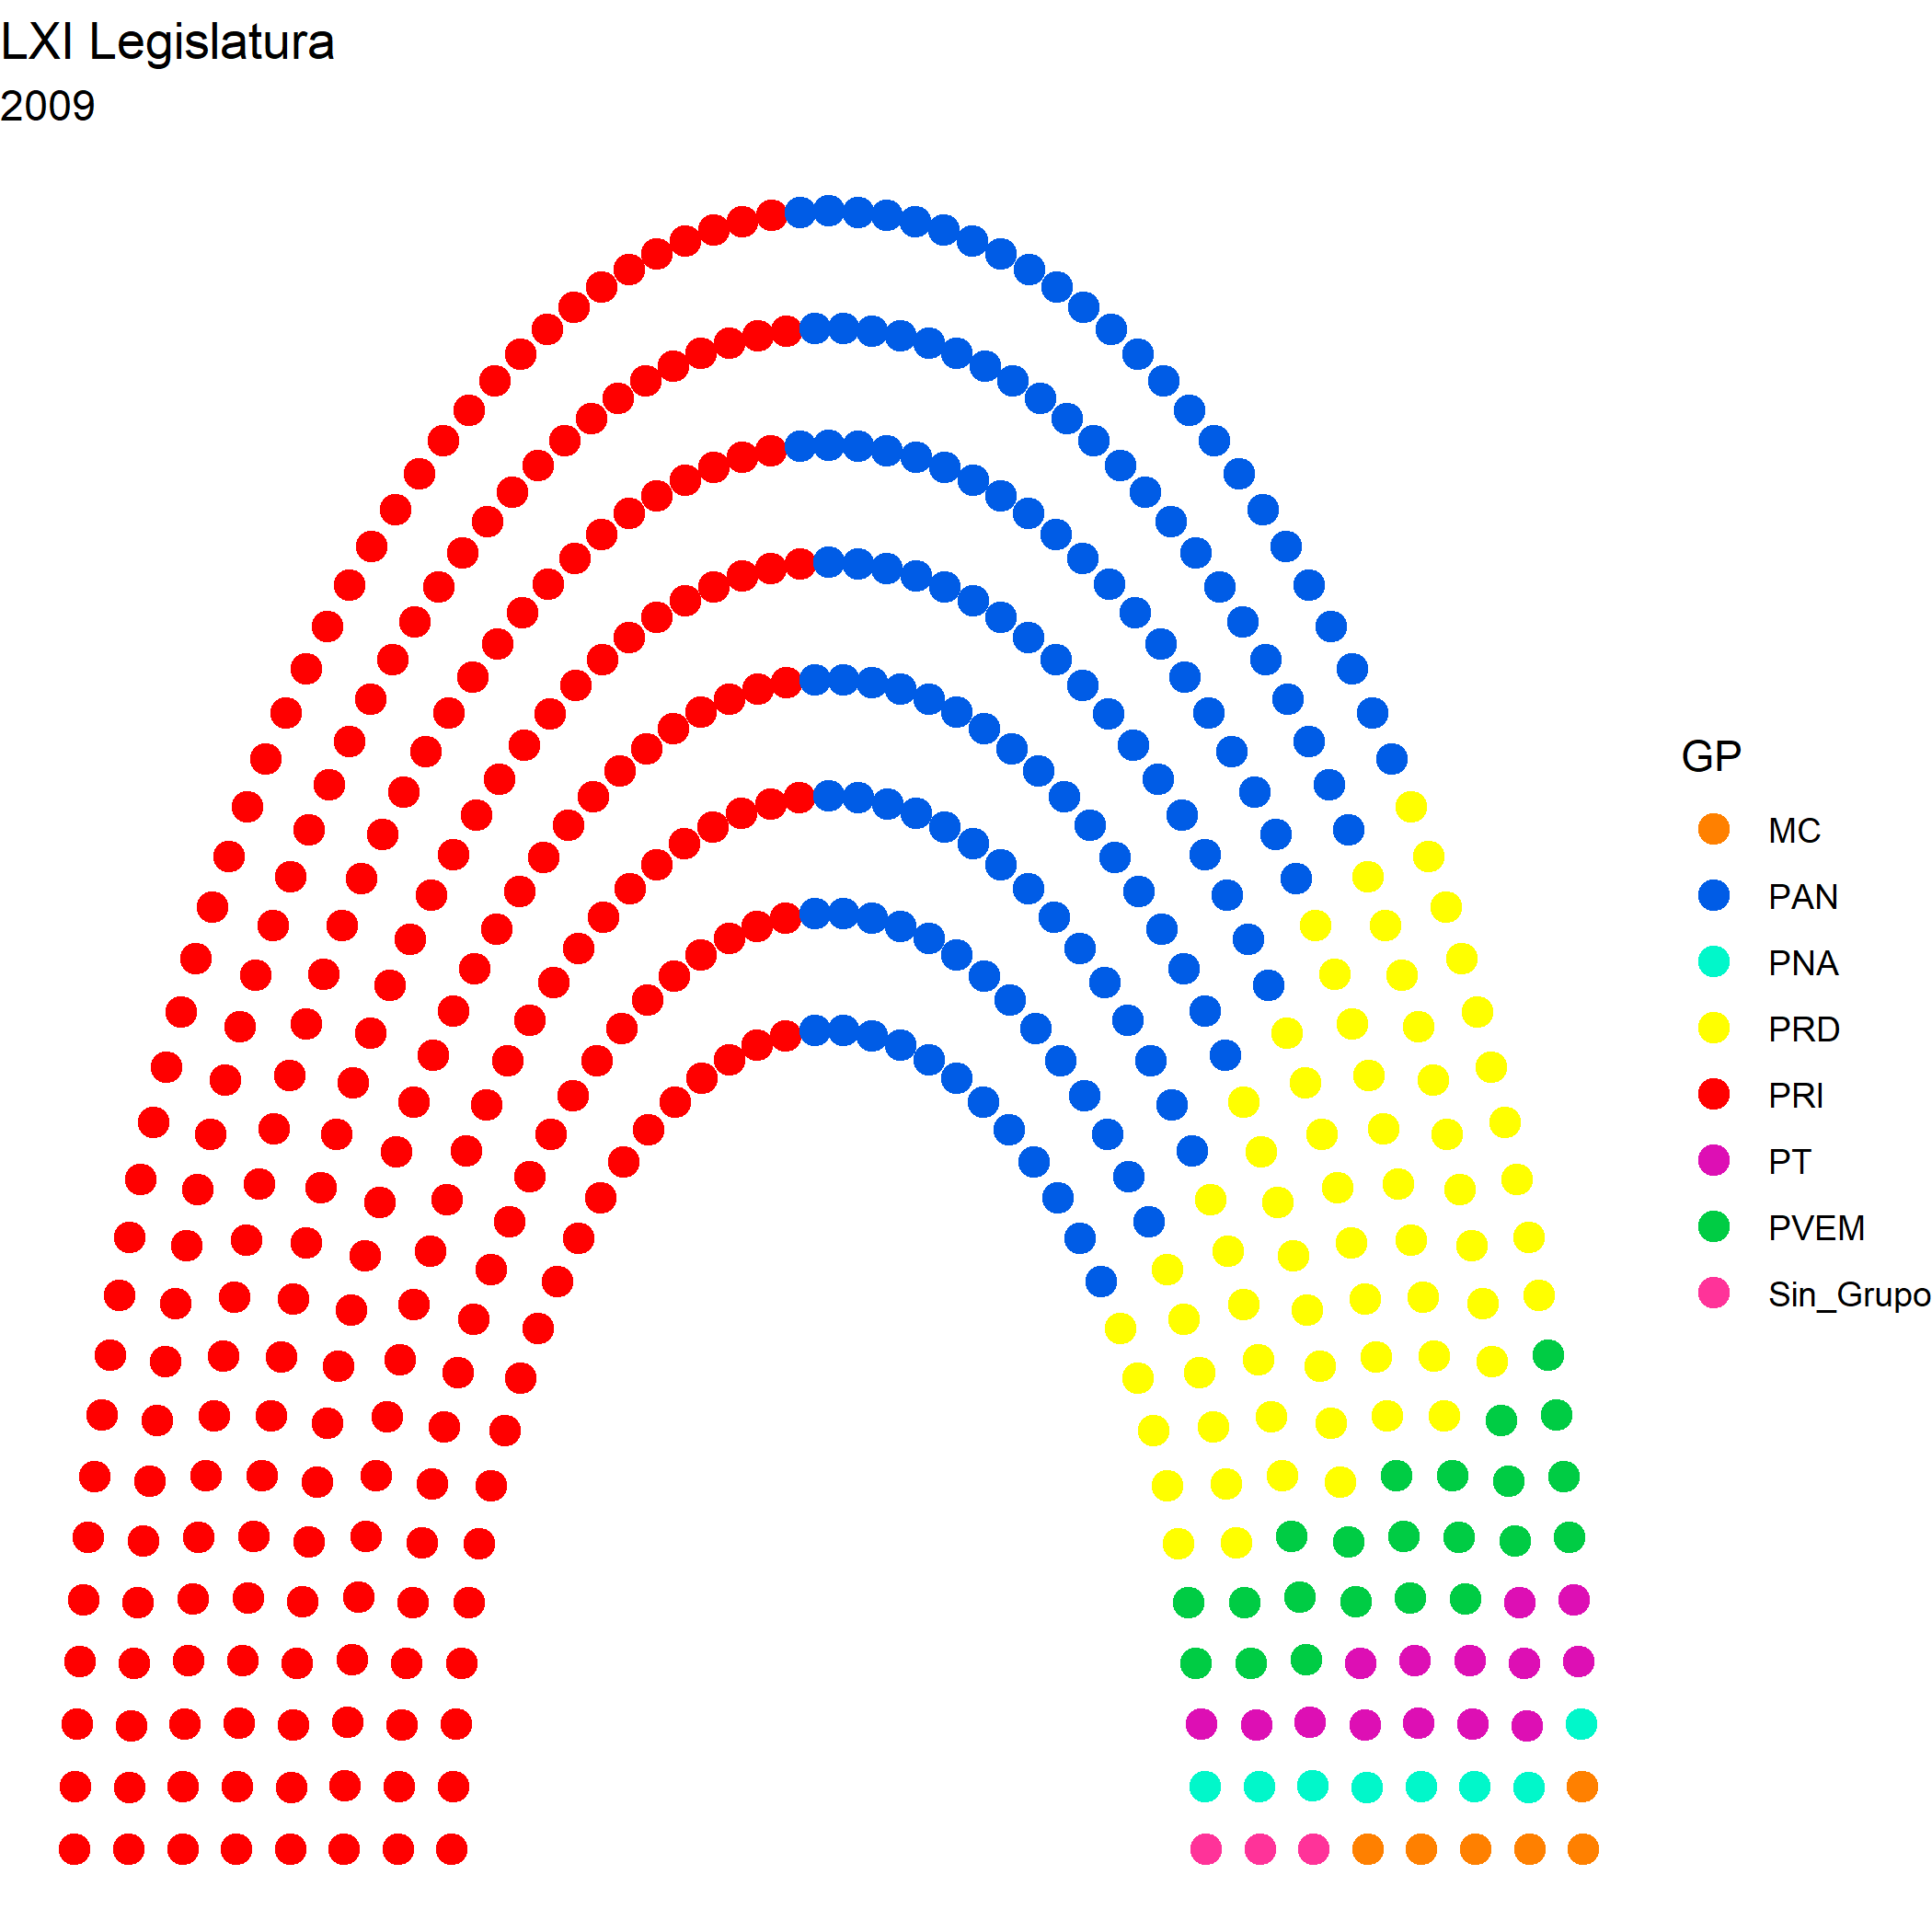 LXI Legislatura
2009
GP
MC
PAN
PNA
PRD
PRI
PT
PVEM
Sin_Grupo